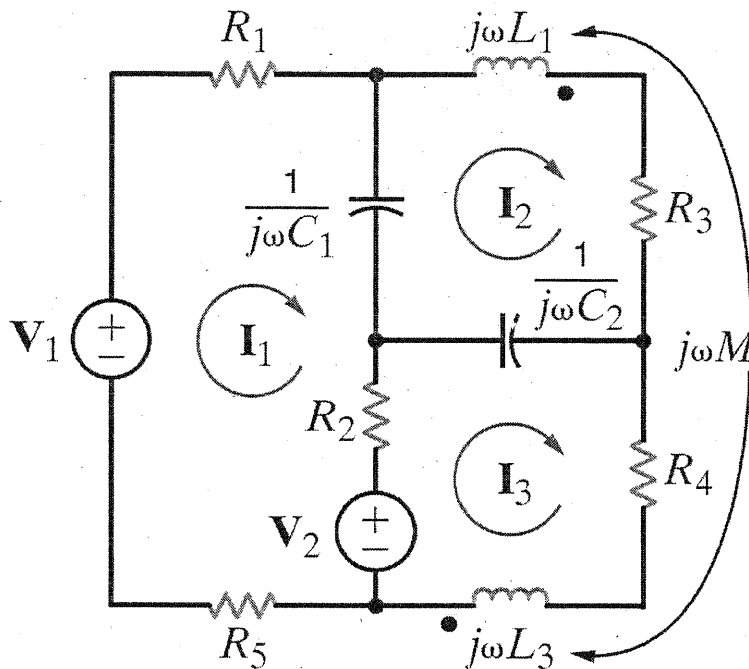 R₁
jωL₁
1
jωC₁
I₂
R₃
1
jωC₂
V₁
+
−
I₁
jωM
R₂
I₃
R₄
V₂
+
−
R₅
jωL₃